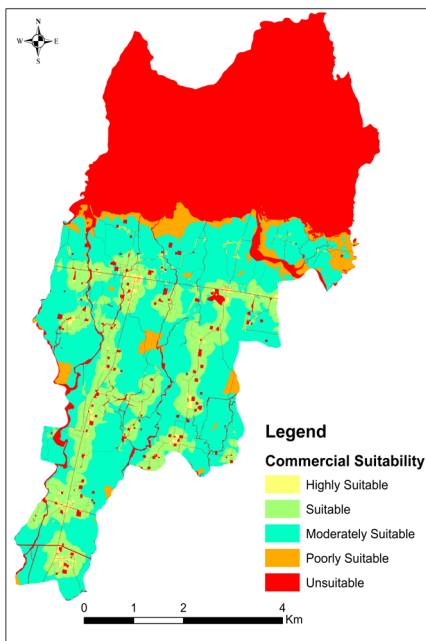 N
W E
S
Legend
Commercial Suitability
Highly Suitable
Suitable
Moderately Suitable
Poorly Suitable
Unsuitable
0 1 2 4
Km